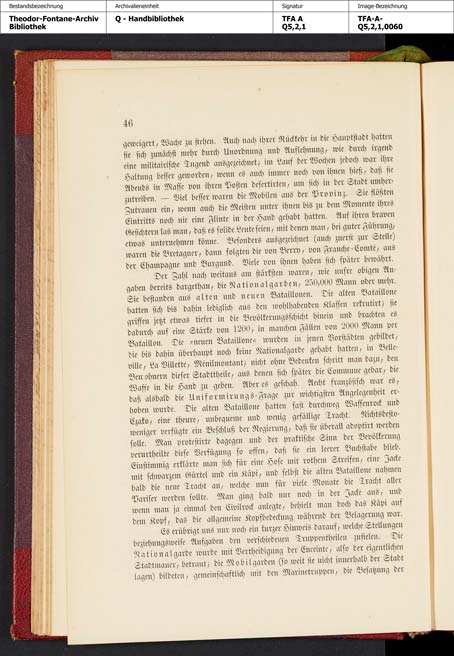 Bestandsbezeichnung
Archivalieneinheit
Signatur
Image-Bezeichnung
Theodor-Fontane-Archiv
Bibliothek
Q - Handbibliothek
TFA A
Q5,2,1
TFA-A-
Q5,2,1,0060
46
geweigert, Wache zu stehen. Auch nach ihrer Rückkehr in die Hauptstadt hatten
sie sich zunächst mehr durch Unordnung und Auflehnung, wie durch irgend
eine militairische Tugend ausgezeichnet; im Lauf der Wochen jedoch war ihre
Haltung besser geworden, wenn es auch immer noch von ihnen hieß, daß sie
Abends in Masse von ihren Posten desertirten, um sich in der Stadt umher-
zutreiben. — Viel besser waren die Mobilen aus der Provinz. Sie flößten
Zutrauen ein, wenn auch die Meisten unter ihnen bis zu dem Momente ihres
Eintritts noch nie eine Flinte in der Hand gehabt hatten. Auf ihren braven
Gesichtern las man, daß es solide Leute seien, mit denen man, bei guter Führung,
etwas unternehmen könne. Besonders ausgezeichnet (auch zuerst zur Stelle)
waren die Bretagner; dann folgten die von Berry, von Franche-Comté, aus
der Champagne und Burgund. Viele von ihnen haben sich später bewährt.
Der Zahl nach weitaus am stärksten waren, wie unsre obigen An-
gaben bereits dargethan, die Nationalgarden, 250,000 Mann oder mehr.
Sie bestanden aus alten und neuen Bataillonen. Die alten Bataillone
hatten sich bis dahin lediglich aus den wohlhabenden Klassen rekrutirt; sie
griffen jetzt etwas tiefer in die Bevölkerungsschicht hinein und brachten es
dadurch auf eine Stärke von 1200, in manchen Fällen von 2000 Mann per
Bataillon. Die »neuen Bataillone« wurden in jenen Vorstädten gebildet,
die bis dahin überhaupt noch keine Nationalgarde gehabt hatten, in Belle-
ville, La Villette, Ménilmontant; nicht ohne Bedenken schritt man dazu, den
Bewohnern dieser Stadttheile, aus denen sich später die Commune gebar, die
Waffe in die Hand zu geben. Aber es geschah. Aecht französisch war es,
daß alsbald die Uniformirungs-Frage zur wichtigsten Angelegenheit er-
hoben wurde. Die alten Bataillone hatten fast durchweg Waffenrock und
Czako, eine theure, unbequeme und wenig gefällige Tracht. Nichtsdesto-
weniger verfügte ein Beschluß der Regierung, daß sie überall adoptirt werden
solle. Man protestirte dagegen und der praktische Sinn der Bevölkerung
verurtheilte diese Verfügung so offen, daß sie ein leerer Buchstabe blieb.
Einstimmig erklärte man sich für eine Hose mit rothem Streifen, eine Jacke
mit schwarzem Gürtel und ein Käpi, und selbst die alten Bataillone nahmen
bald die neue Tracht an, welche nun für viele Monate die Tracht aller
Pariser werden sollte. Man ging bald nur noch in der Jacke aus, und
wenn man ja einmal den Civilrock anlegte, behielt man doch das Käpi auf
dem Kopf, das die allgemeine Kopfbedeckung während der Belagerung war.
Es erübrigt uns nur noch ein kurzer Hinweis darauf, welche Stellungen
beziehungsweise Aufgaben den verschiedenen Truppentheilen zufielen. Die
Nationalgarde wurde mit Vertheidigung der Enceinte, also der eigentlichen
Stadtmauer, betraut; die Mobilgarden (so weit sie nicht innerhalb der Stadt
lagen) bildeten, gemeinschaftlich mit den Marinetruppen, die Besatzung der